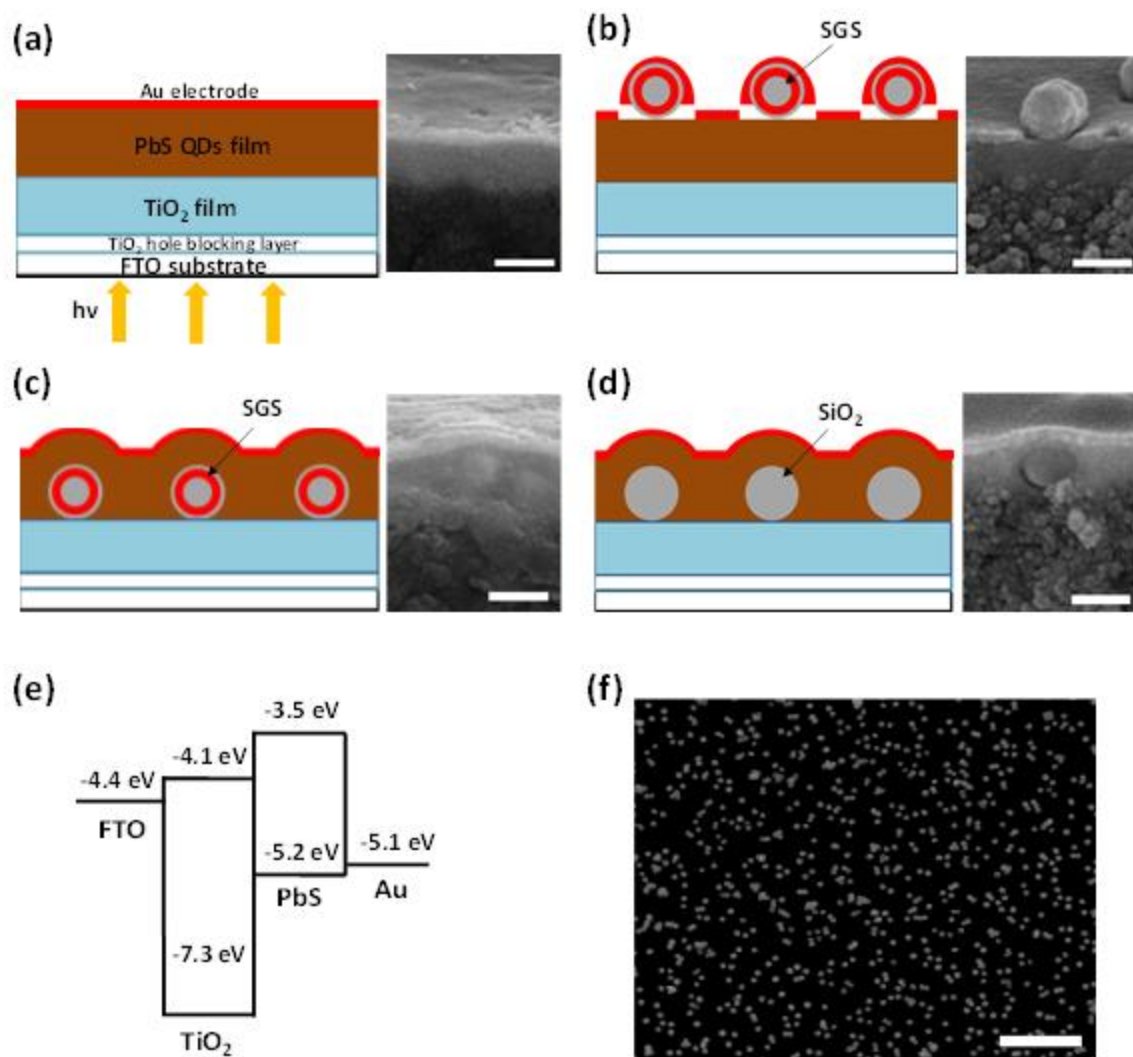 (a)
Au electrode
PbS QDs film
TiO₂ film
TiO₂ hole blocking layer
FTO substrate
hν
(b)
SGS
(c)
SGS
(d)
SiO₂
(e)
-3.5 eV
-4.1 eV
-4.4 eV
FTO
-5.2 eV
-5.1 eV
PbS
Au
-7.3 eV
TiO₂
(f)